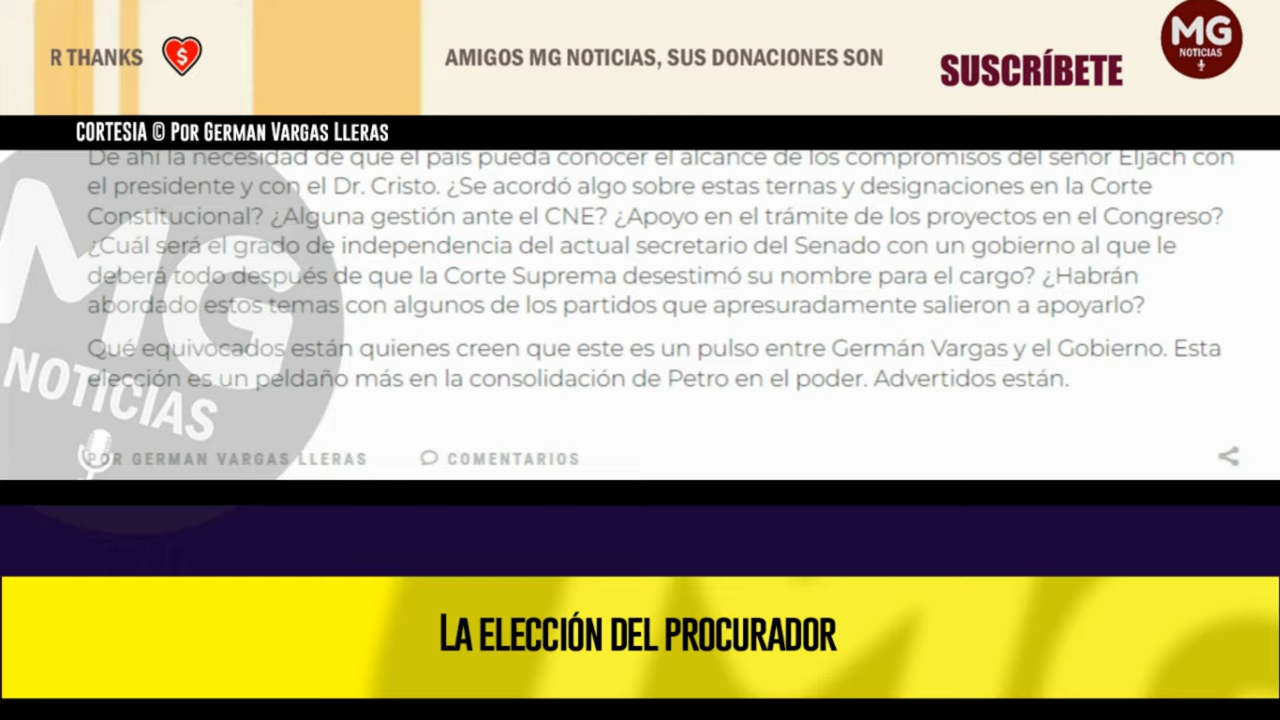 R THANKS
AMIGOS MG NOTICIAS, SUS DONACIONES SON
SUSCRÍBETE
MG
NOTICIAS
CORTESIA © POR GERMAN VARGAS LLERAS
De ahí la necesidad de que el país pueda conocer el alcance de los compromisos del señor Eljach con
el presidente y con el Dr. Cristo. ¿Se acordó algo sobre estas ternas y designaciones en la Corte
Constitucional? ¿Alguna gestión ante el CNE? ¿Apoyo en el trámite de los proyectos en el Congreso?
¿Cuál será el grado de independencia del actual secretario del Senado con un gobierno al que le
deberá todo después de que la Corte Suprema desestimó su nombre para el cargo? ¿Habrán
abordado estos temas con algunos de los partidos que apresuradamente salieron a apoyarlo?
Qué equivocados están quienes creen que este es un pulso entre Germán Vargas y el Gobierno. Esta
elección es un peldaño más en la consolidación de Petro en el poder. Advertidos están.
MG
NOTICIAS
POR GERMAN VARGAS LLERAS
COMENTARIOS
LA ELECCIÓN DEL PROCURADOR